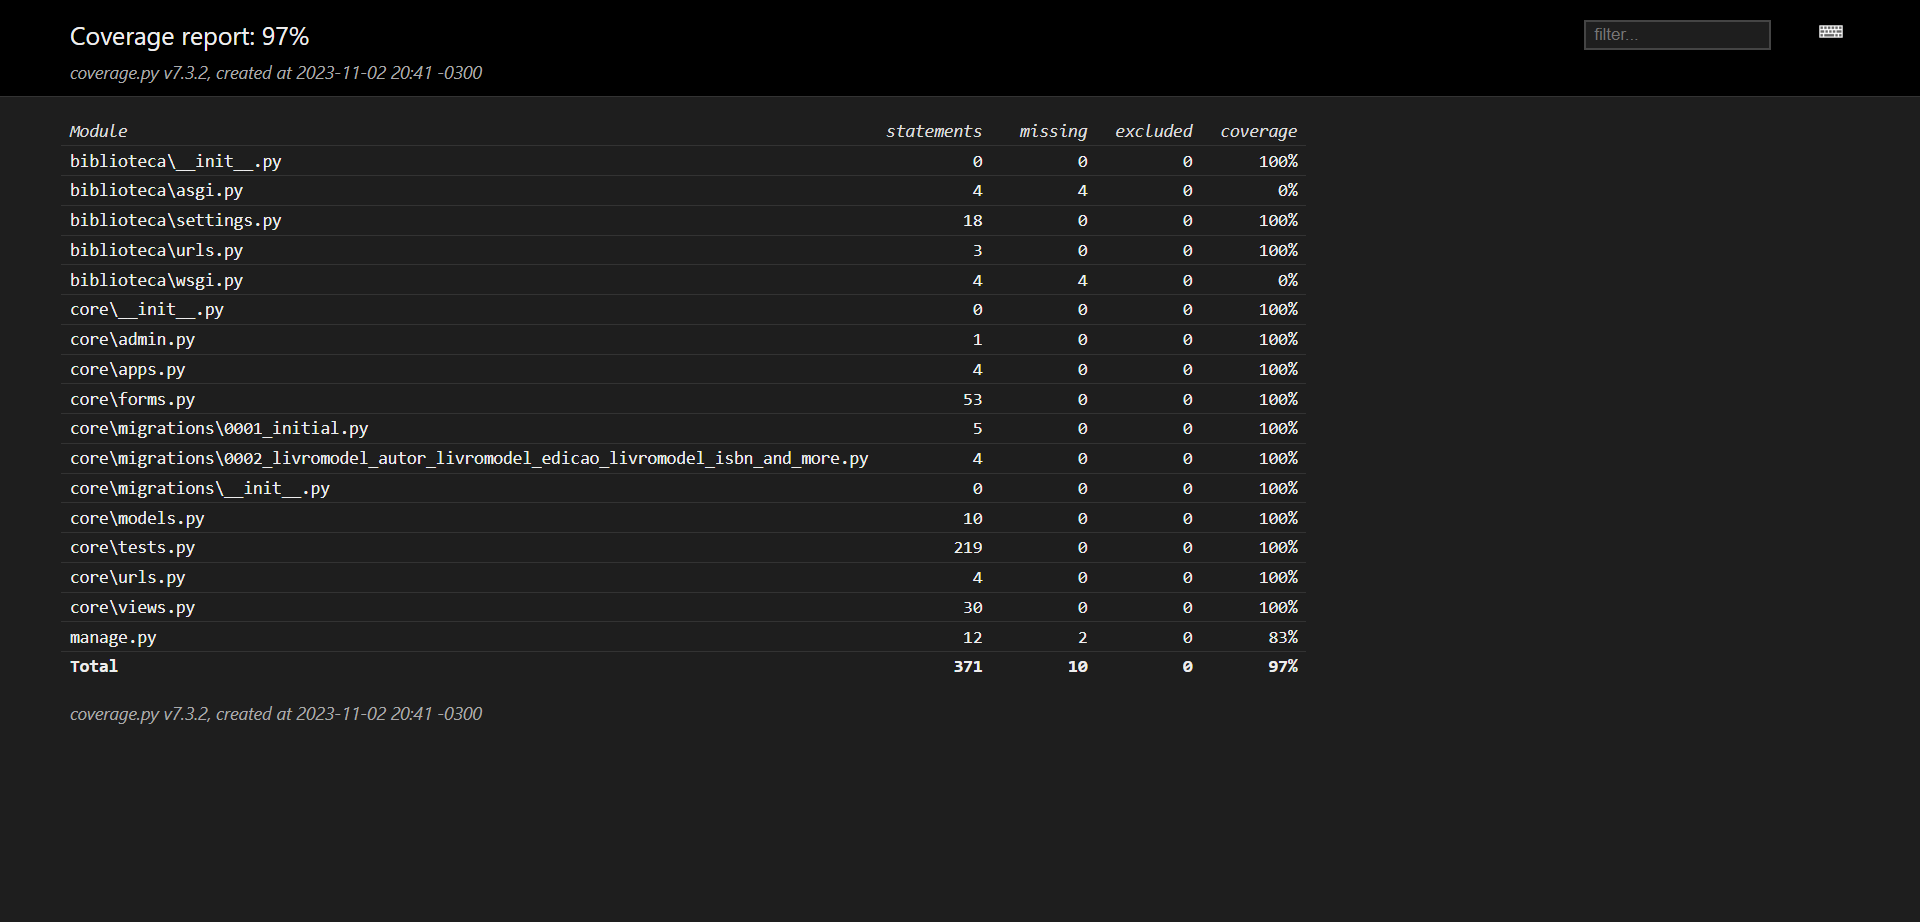 Coverage report: 97%
filter...
coverage.py v7.3.2, created at 2023-11-02 20:41 -0300
Module statements missing excluded coverage
biblioteca\__init__.py 0 0 0 100%
biblioteca\asgi.py 4 4 0 0%
biblioteca\settings.py 18 0 0 100%
biblioteca\urls.py 3 0 0 100%
biblioteca\wsgi.py 4 4 0 0%
core\__init__.py 0 0 0 100%
core\admin.py 1 0 0 100%
core\apps.py 4 0 0 100%
core\forms.py 53 0 0 100%
core\migrations\0001_initial.py 5 0 0 100%
core\migrations\0002_livromodel_autor_livromodel_edicao_livromodel_isbn_and_more.py 4 0 0 100%
core\migrations\__init__.py 0 0 0 100%
core\models.py 10 0 0 100%
core\tests.py 219 0 0 100%
core\urls.py 4 0 0 100%
core\views.py 30 0 0 100%
manage.py 12 2 0 83%
Total 371 10 0 97%
coverage.py v7.3.2, created at 2023-11-02 20:41 -0300